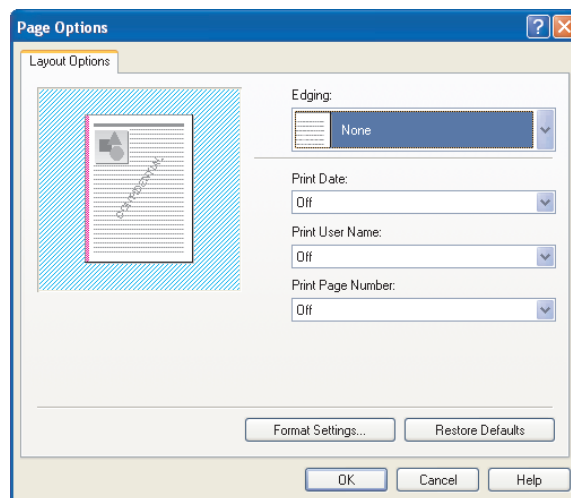 Page Options
Layout Options
CONFIDENTIAL
Edging:
None
Print Date:
Off
Print User Name:
Off
Print Page Number:
Off
Format Settings...
Restore Defaults
OK
Cancel
Help